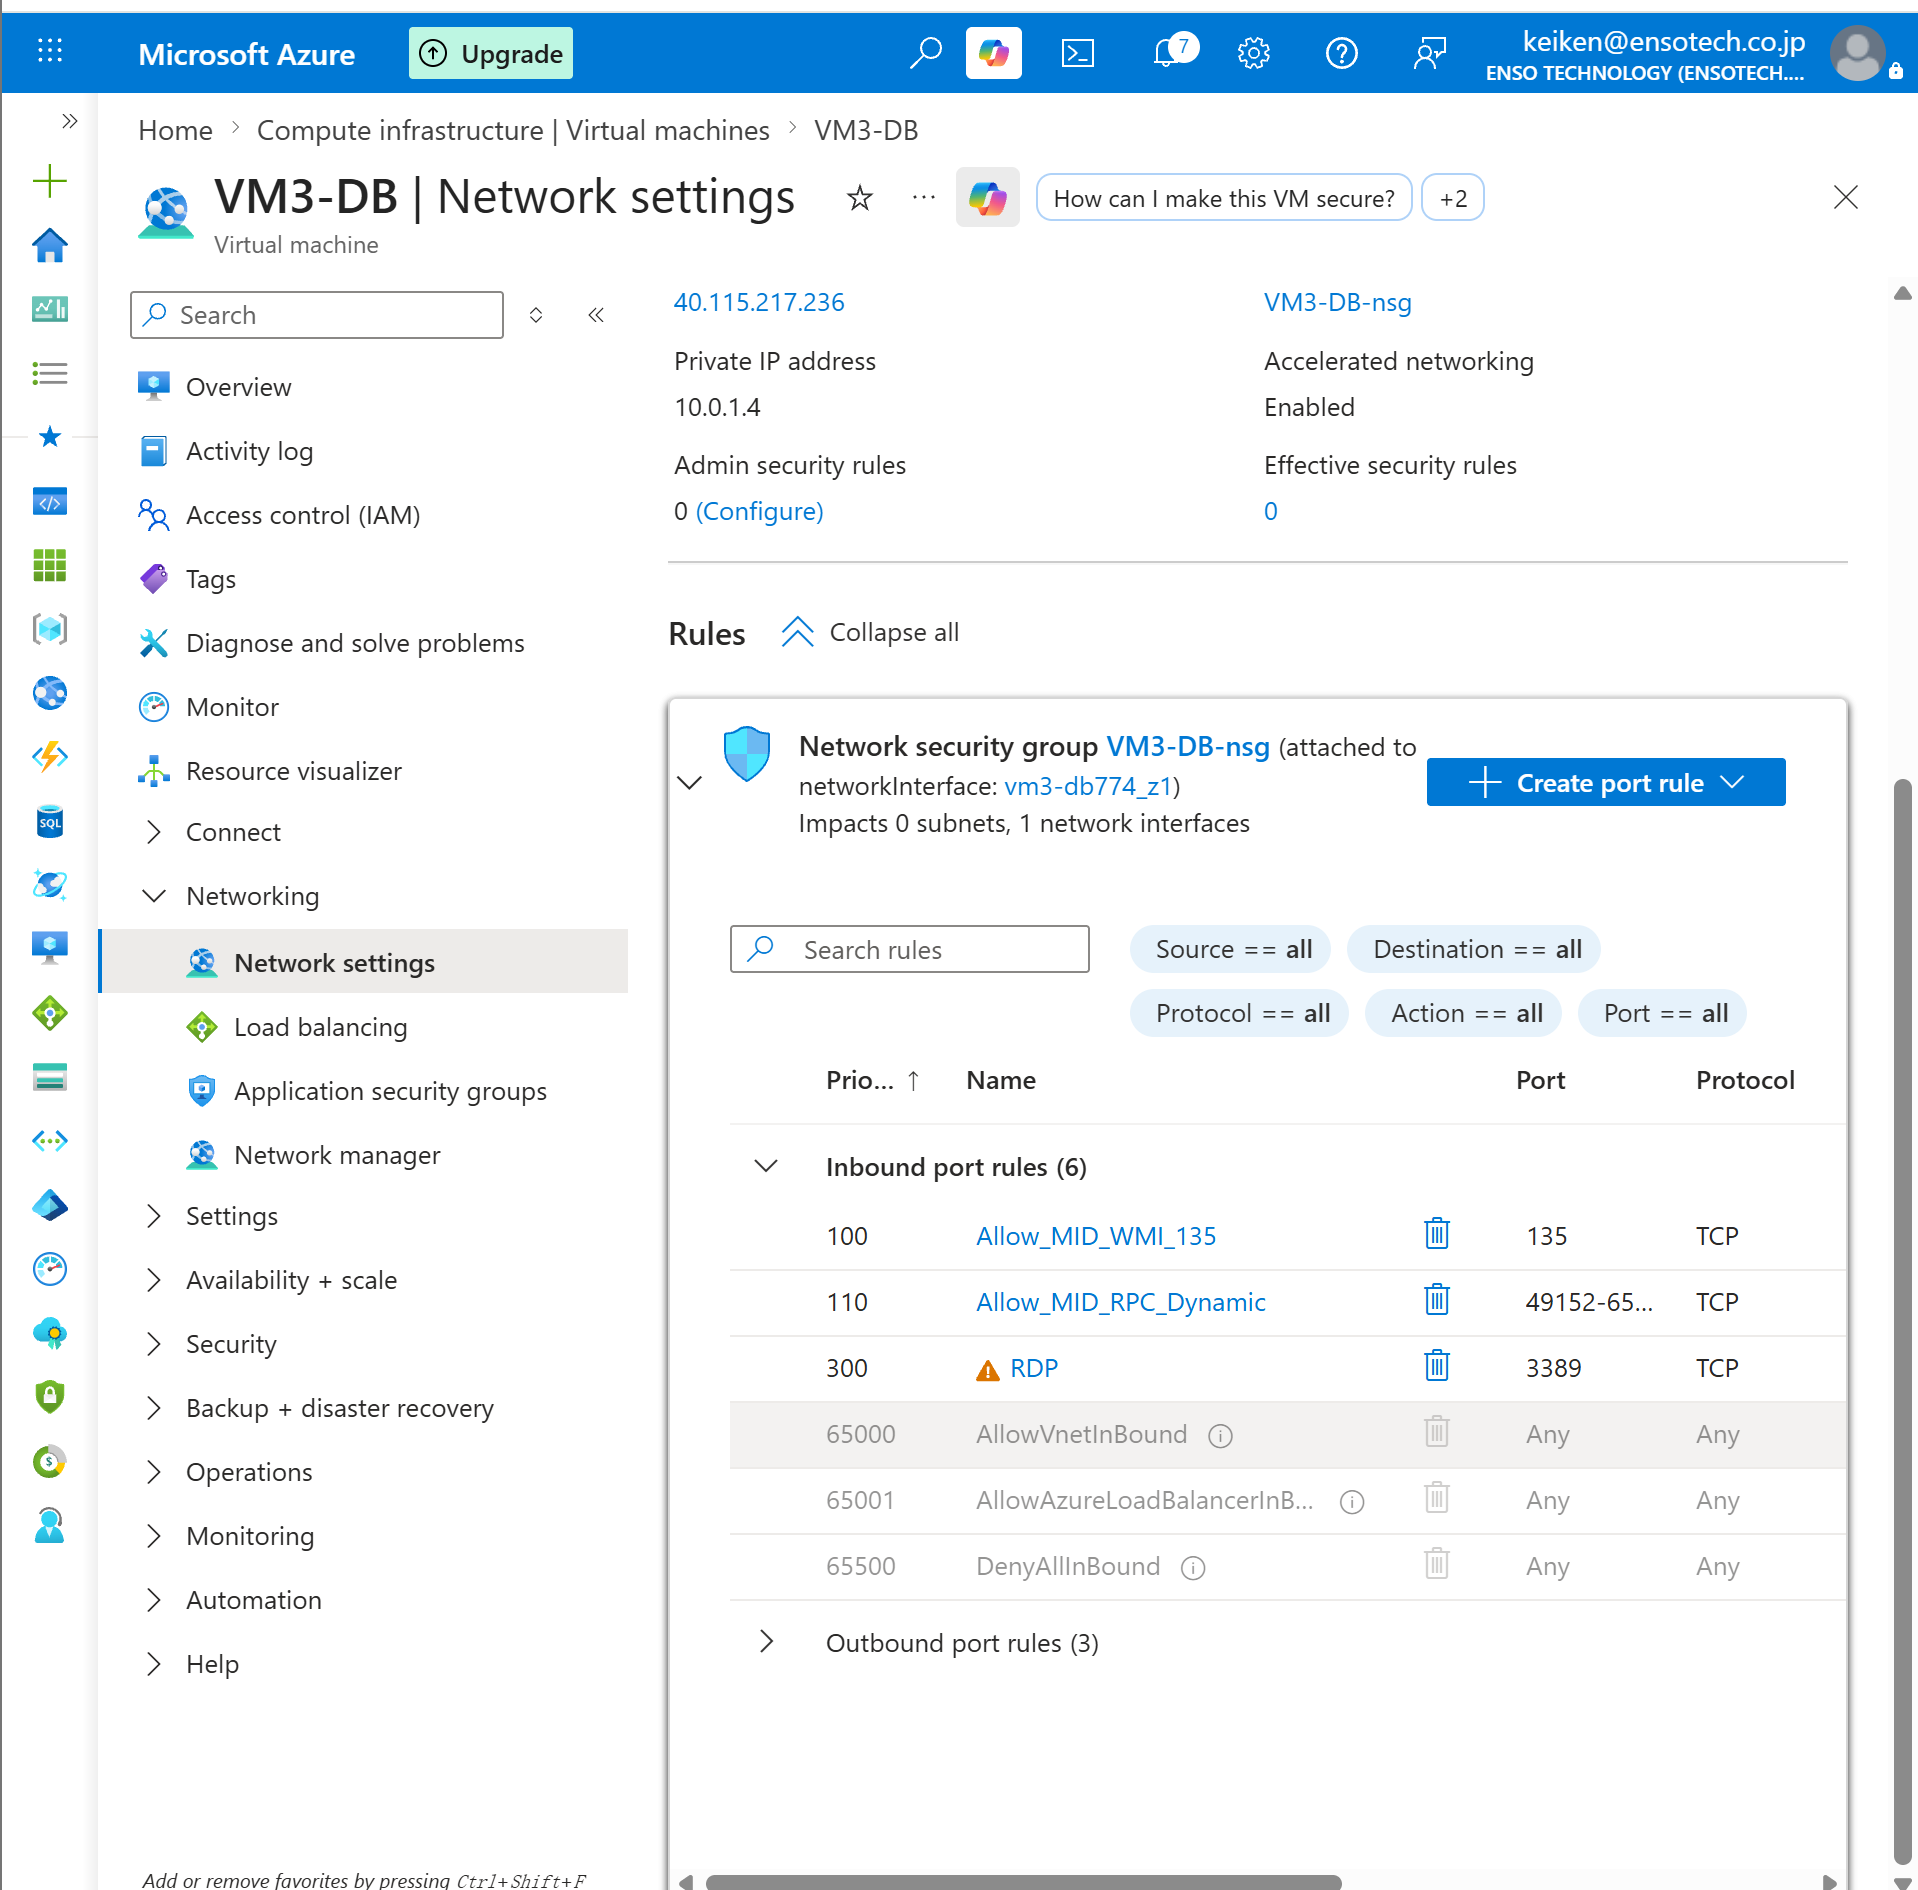 Microsoft Azure
Upgrade
7
keiken@ensotech.co.jp
ENSO TECHNOLOGY (ENSOTECH....
Home > Compute infrastructure | Virtual machines > VM3-DB
VM3-DB | Network settings
Virtual machine
How can I make this VM secure?
+2
Search
Overview
Activity log
Access control (IAM)
Tags
Diagnose and solve problems
Monitor
Resource visualizer
Connect
Networking
Network settings
Load balancing
Application security groups
Network manager
Settings
Availability + scale
Security
Backup + disaster recovery
Operations
Monitoring
Automation
Help
Add or remove favorites by pressing Ctrl+Shift+F
SQL
40.115.217.236
VM3-DB-nsg
Private IP address
10.0.1.4
Accelerated networking
Enabled
Admin security rules
0 (Configure)
Effective security rules
0
Rules
Collapse all
Network security group VM3-DB-nsg (attached to
networkInterface: vm3-db774_z1)
Impacts 0 subnets, 1 network interfaces
Create port rule
Search rules
Source == all
Destination == all
Protocol == all
Action == all
Port == all
Prio... ↑ Name Port Protocol
Inbound port rules (6)
100 Allow_MID_WMI_135 135 TCP
110 Allow_MID_RPC_Dynamic 49152-65... TCP
300 RDP 3389 TCP
65000 AllowVnetInBound Any Any
65001 AllowAzureLoadBalancerInB... Any Any
65500 DenyAllInBound Any Any
Outbound port rules (3)